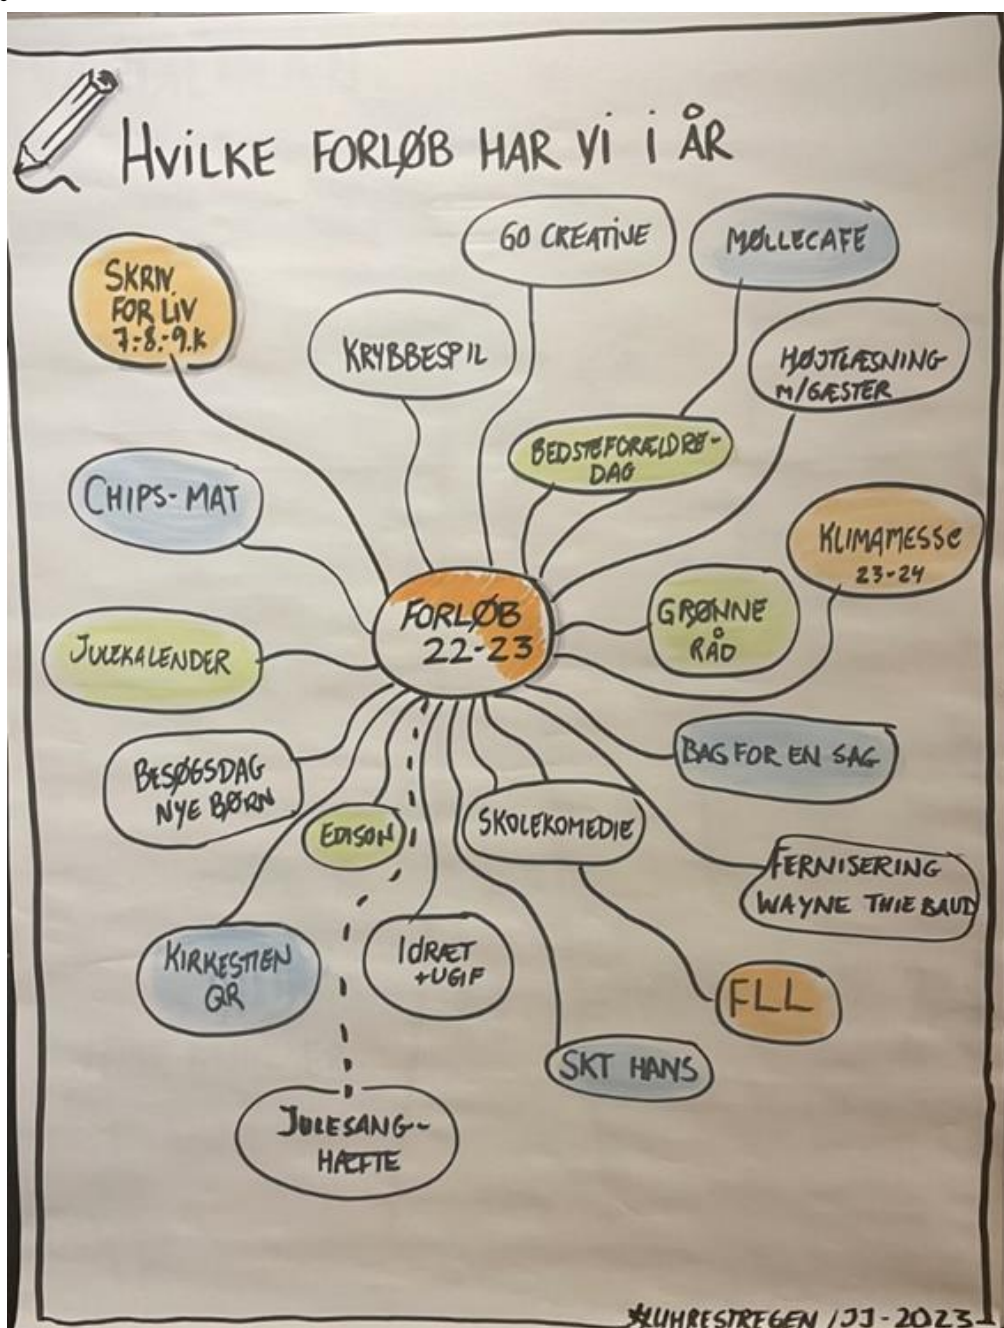 HVILKE FORLØB HAR VI I ÅR
SKRIV
FOR LIV
7.-8.-9.K
KRYBBESPIL
GO CREATIVE
MØLLECAFE
HØJTLÆSNING
M/GÆSTER
BEDSTEFORÆLDRE-
DAG
CHIPS-MAT
KLIMAMESSE
23-24
FORLØB
22-23
GRØNNE
RÅD
JULEKALENDER
BAG FOR EN SAG
BESØGSDAG
NYE BØRN
EDISON
SKOLEKOMEDIE
FERNISERING
WAYNE THIEBAUD
KIRKESTIEN
QR
IDRÆT
+UGIF
FLL
SKT HANS
JULESANG-
HÆFTE
#UHRESTREGEN / JJ-2023